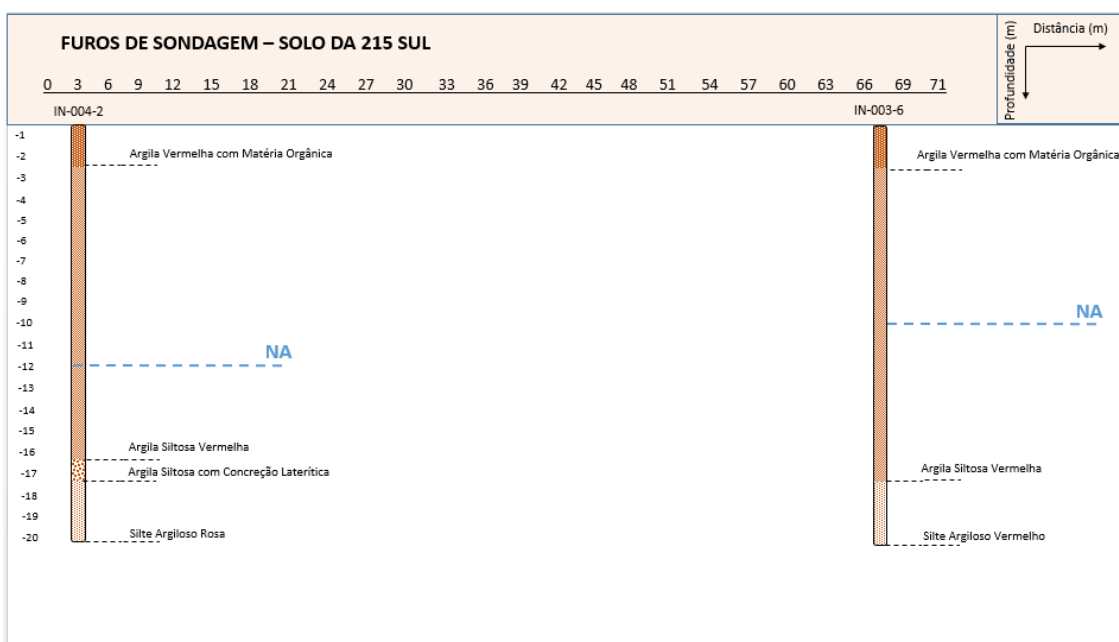 FUROS DE SONDAGEM – SOLO DA 215 SUL
Profundidade (m)
Distância (m)
0 3 6 9 12 15 18 21 24 27 30 33 36 39 42 45 48 51 54 57 60 63 66 69 71
IN-004-2 IN-003-6
-1
Argila Vermelha com Matéria Orgânica Argila Vermelha com Matéria Orgânica
-2
-3
-4
-5
-6
-7
-8
-9
NA
-10
-11
NA
-12
-13
-14
-15
Argila Siltosa Vermelha
-16
Argila Siltosa com Concreção Laterítica Argila Siltosa Vermelha
-17
-18
-19
Silte Argiloso Rosa Silte Argiloso Vermelho
-20